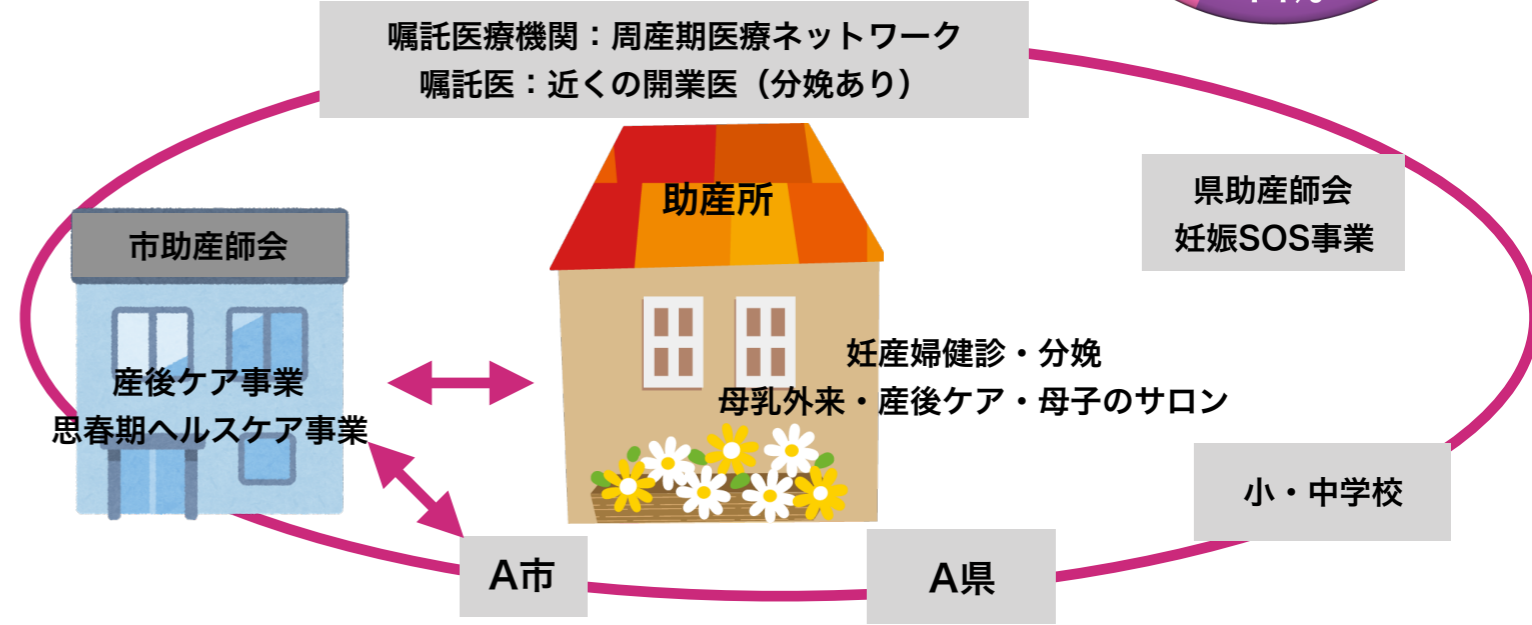 嘱託医療機関：周産期医療ネットワーク
嘱託医：近くの開業医（分娩あり）
助産所
県助産師会
妊娠SOS事業
市助産師会
産後ケア事業
思春期ヘルスケア事業
妊産婦健診・分娩
母乳外来・産後ケア・母子のサロン
小・中学校
A市
A県